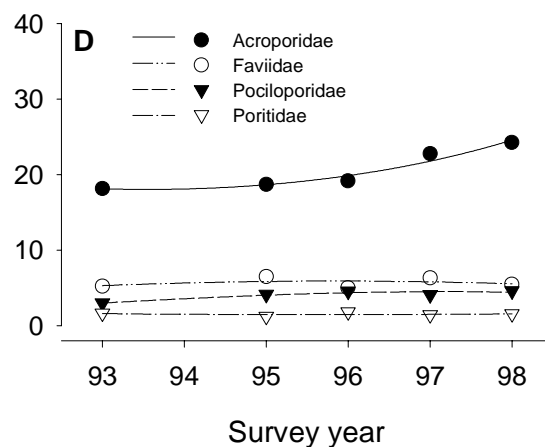 40
D
Acroporidae
Faviidae
30
Pociloporidae
Poritidae
20
10
0
93 94 95 96 97 98
Survey year